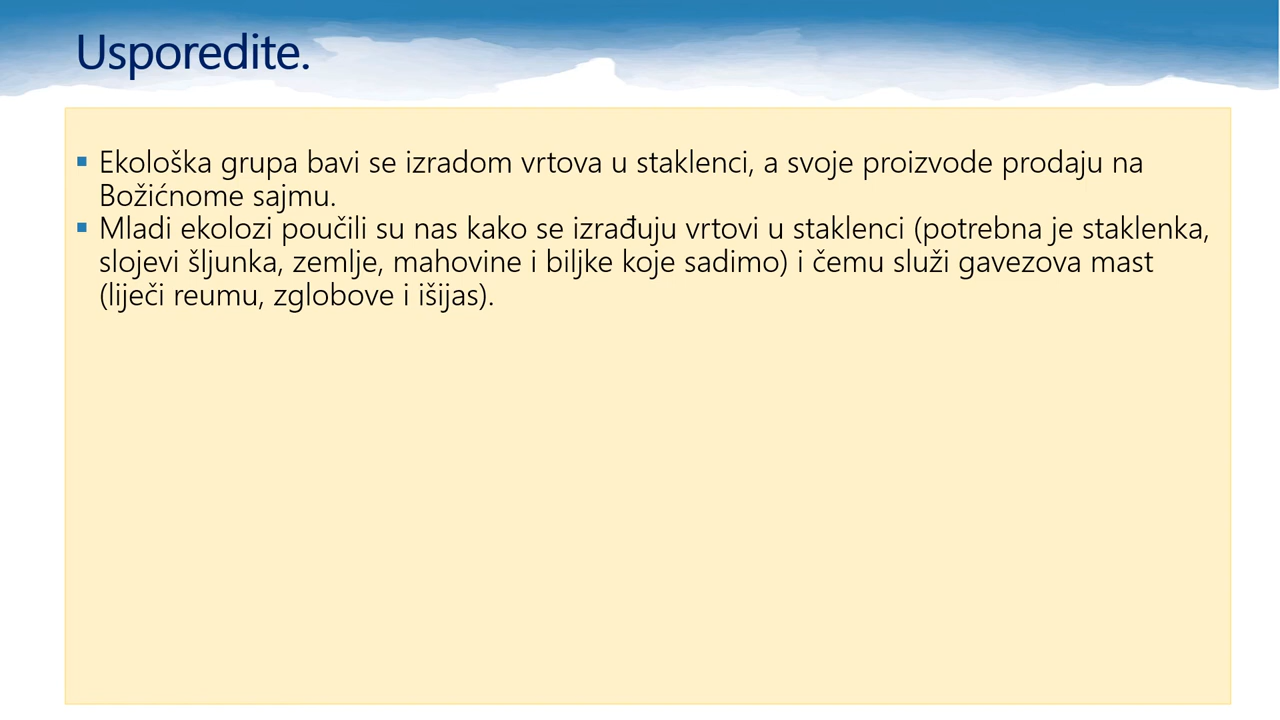 Usporedite.
▪ Ekološka grupa bavi se izradom vrtova u staklenci, a svoje proizvode prodaju na
Božićnome sajmu.
▪ Mladi ekolozi poučili su nas kako se izrađuju vrtovi u staklenci (potrebna je staklenka,
slojevi šljunka, zemlje, mahovine i biljke koje sadimo) i čemu služi gavezova mast
(liječi reumu, zglobove i išijas).